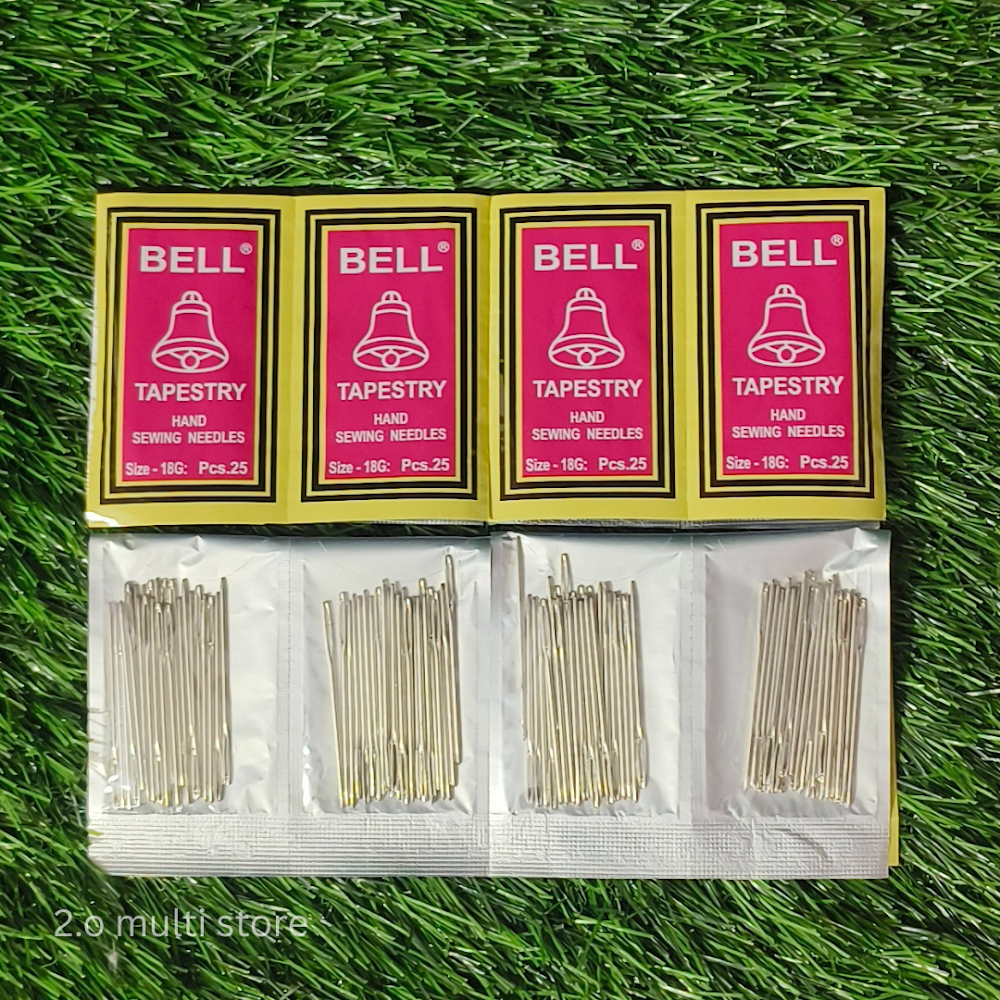 BELL®
TAPESTRY
HAND
SEWING NEEDLES
Size - 18G: Pcs.25
BELL®
TAPESTRY
HAND
SEWING NEEDLES
Size - 18G: Pcs.25
BELL®
TAPESTRY
HAND
SEWING NEEDLES
Size - 18G: Pcs.25
BELL®
TAPESTRY
HAND
SEWING NEEDLES
Size - 18G: Pcs.25
2.o multi store